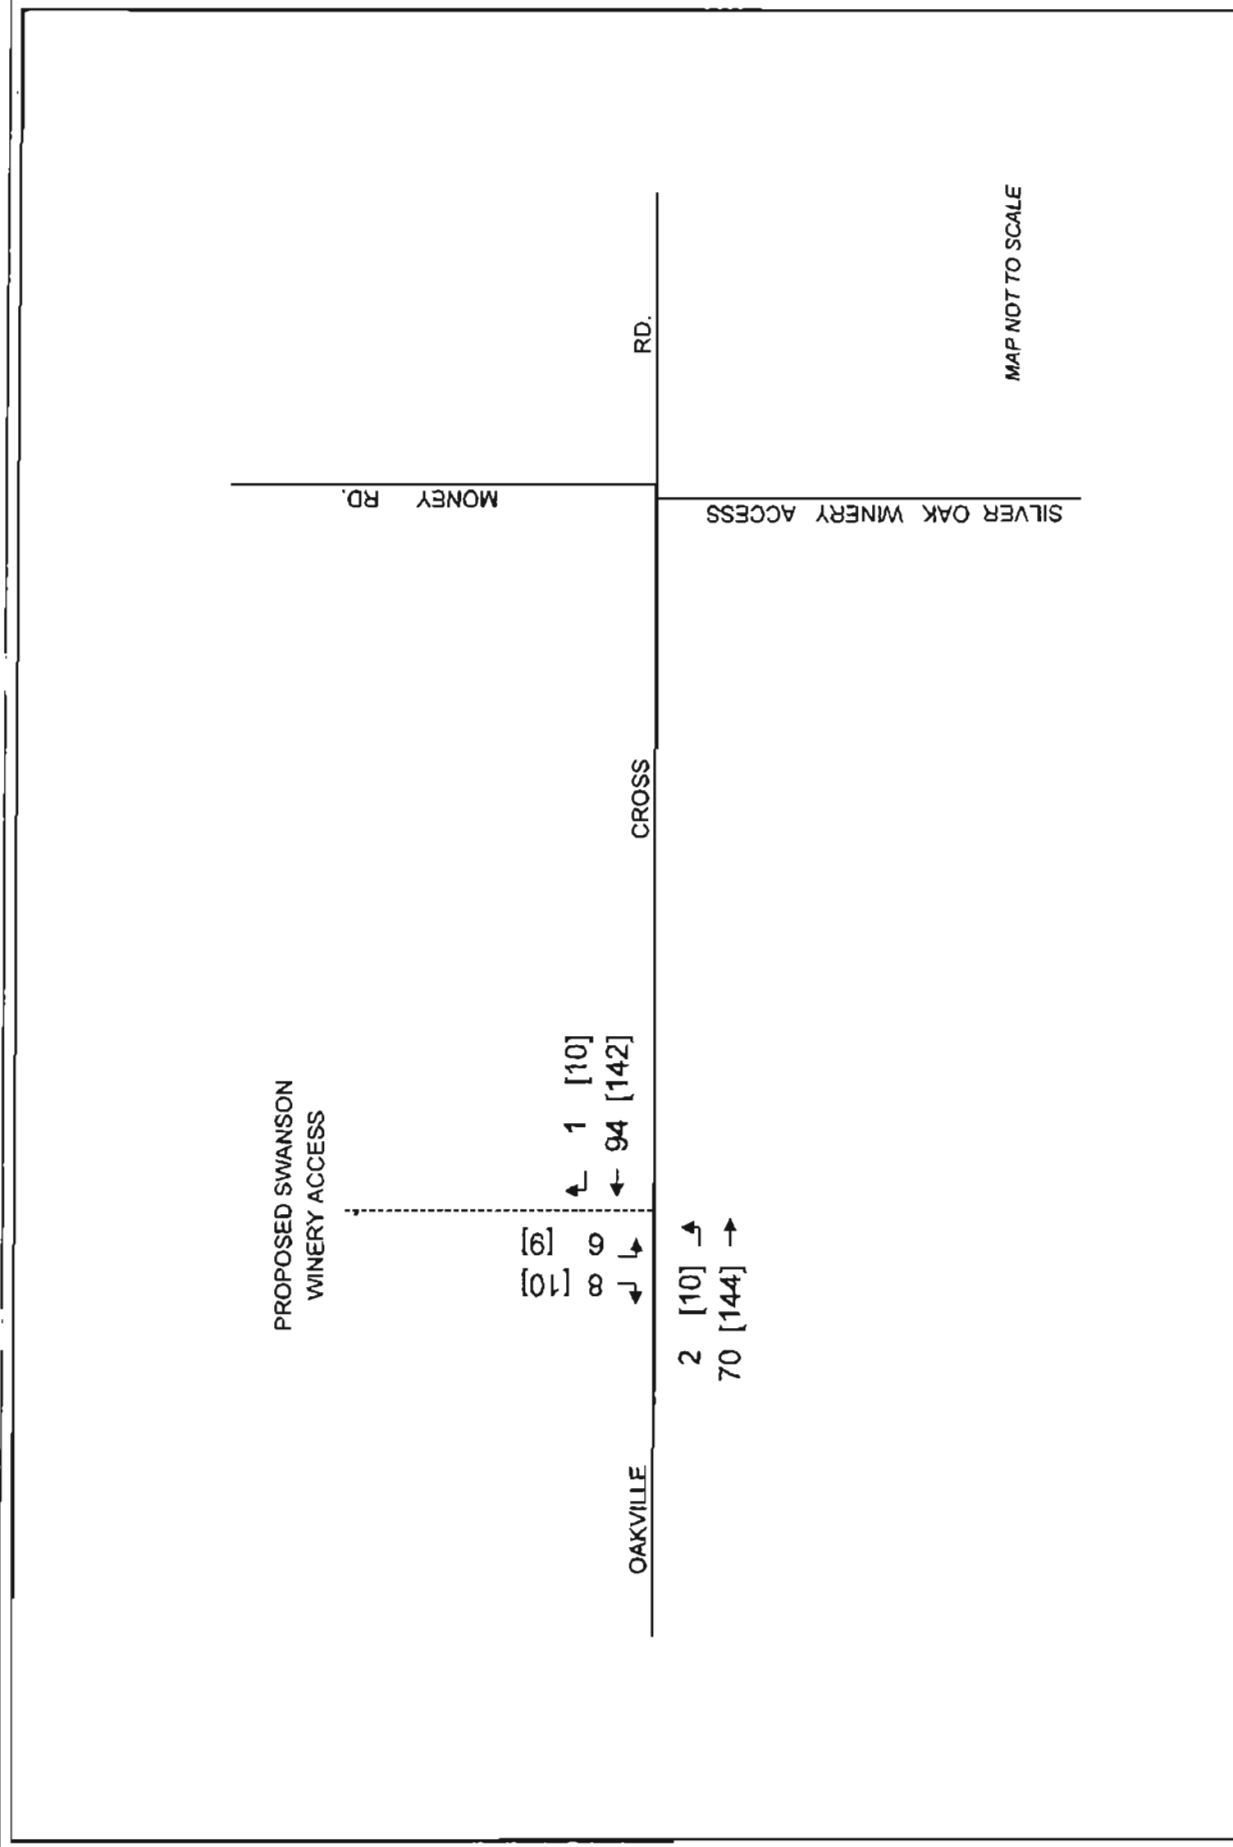 PROPOSED SWANSON
WINERY ACCESS
8 [10]
6 [9]
1 [10]
94 [142]
2 [10]
70 [144]
OAKVILLE CROSS RD.
MONEY RD.
SILVER OAK WINERY ACCESS
MAP NOT TO SCALE